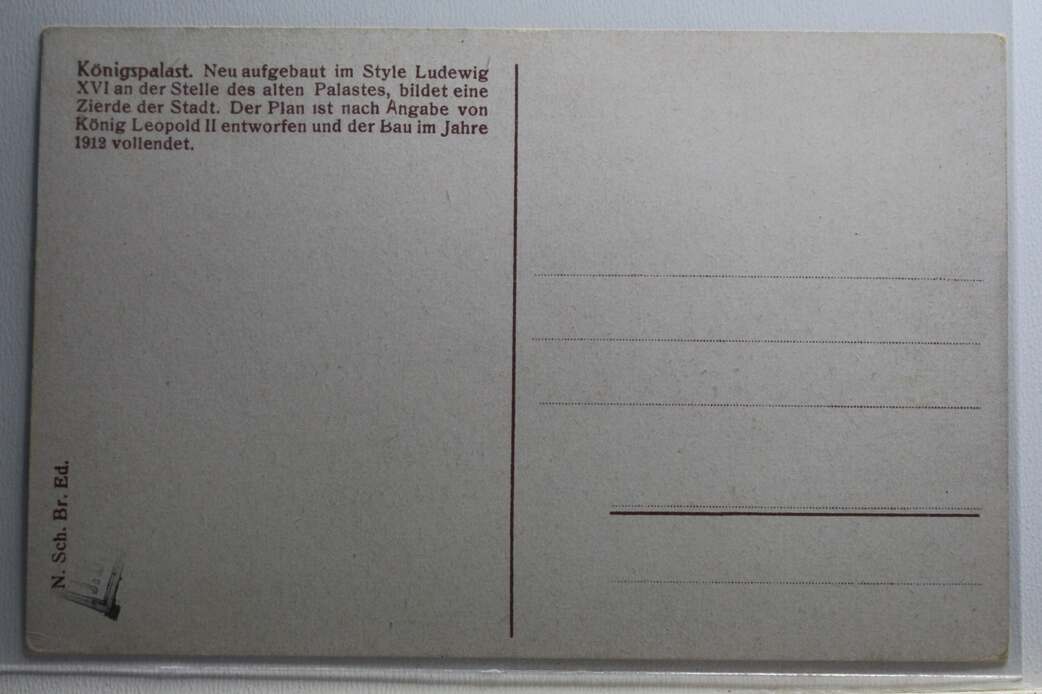 Königspalast. Neu aufgebaut im Style Ludewig
XVI an der Stelle des alten Palastes, bildet eine
Zierde der Stadt. Der Plan ist nach Angabe von
König Leopold II entworfen und der Bau im Jahre
1912 vollendet.
N. Sch. Br. Ed.